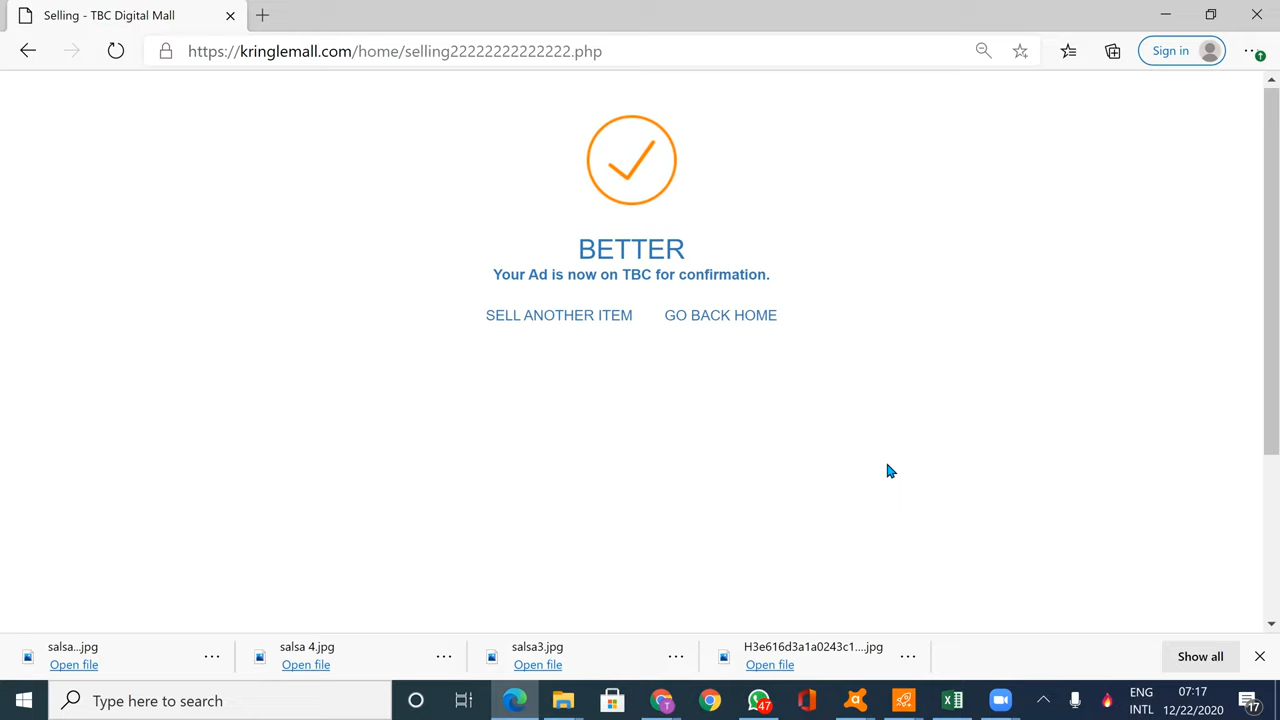 Selling - TBC Digital Mall
https://kringlemall.com/home/selling22222222222222.php
Sign in
BETTER
Your Ad is now on TBC for confirmation.
SELL ANOTHER ITEM GO BACK HOME
salsa...jpg
Open file
salsa 4.jpg
Open file
salsa3.jpg
Open file
H3e616d3a1a0243c1....jpg
Open file
Show all
Type here to search
T
47
ENG
INTL
07:17
12/22/2020
17